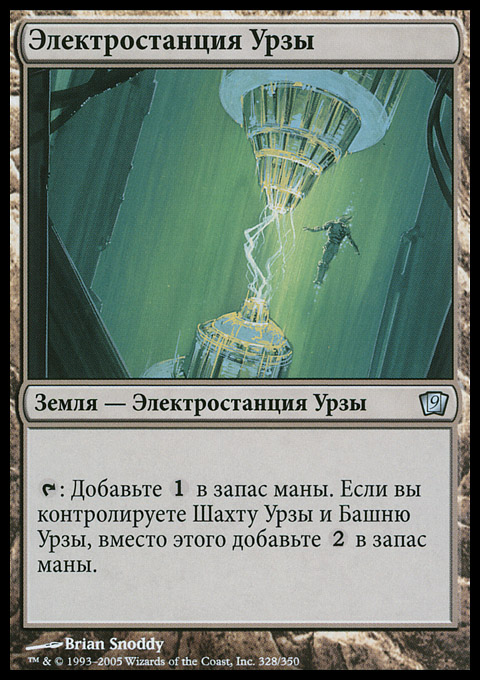 Электростанция Урзы
Земля — Электростанция Урзы
9
: Добавьте 1 в запас маны. Если вы
контролируете Шахту Урзы и Башню
Урзы, вместо этого добавьте 2 в запас
маны.
Brian Snoddy
™ & © 1993–2005 Wizards of the Coast, Inc. 328/350